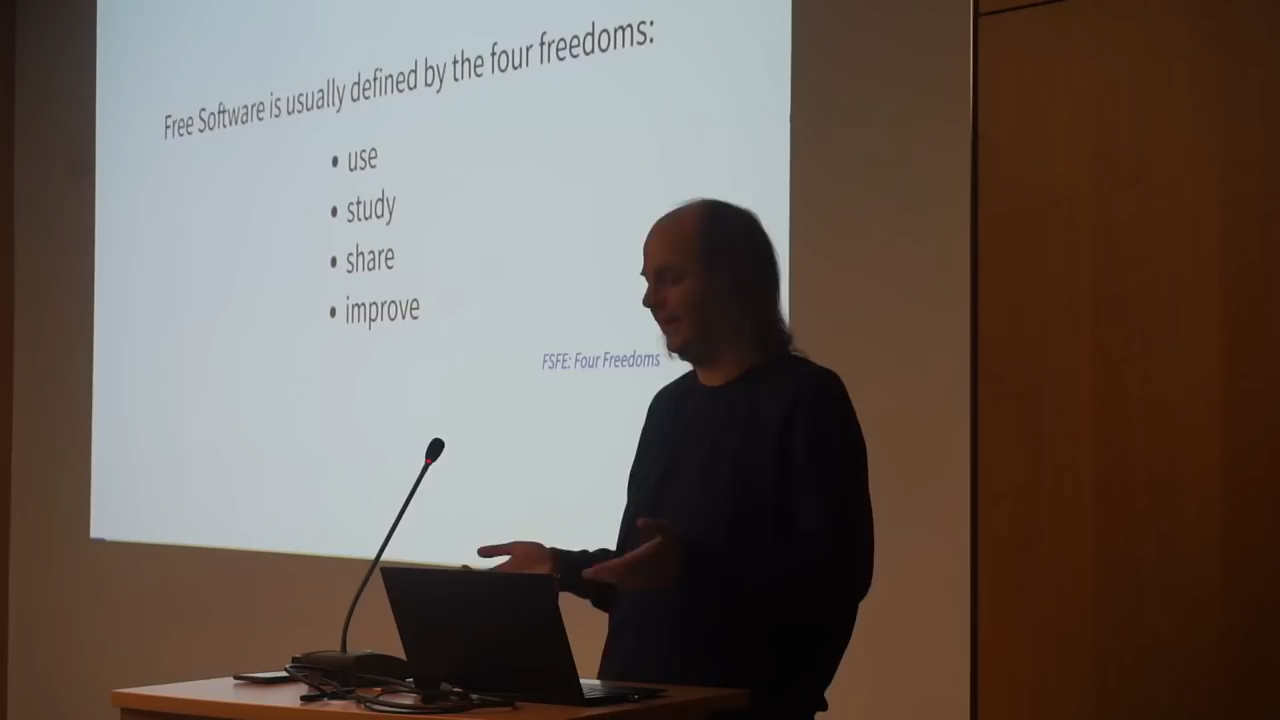 Free Software is usually defined by the four freedoms:
• use
• study
• share
• improve
FSFE: Four Freedoms